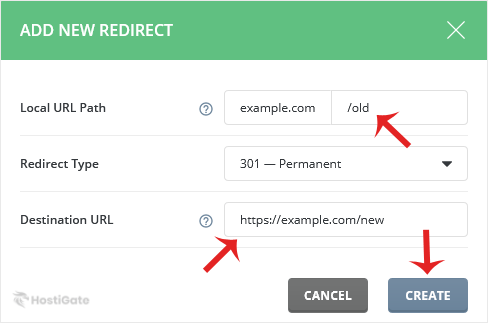 ADD NEW REDIRECT
Local URL Path ? example.com /old
Redirect Type 301 — Permanent
Destination URL ? https://example.com/new
HostiGate CANCEL CREATE